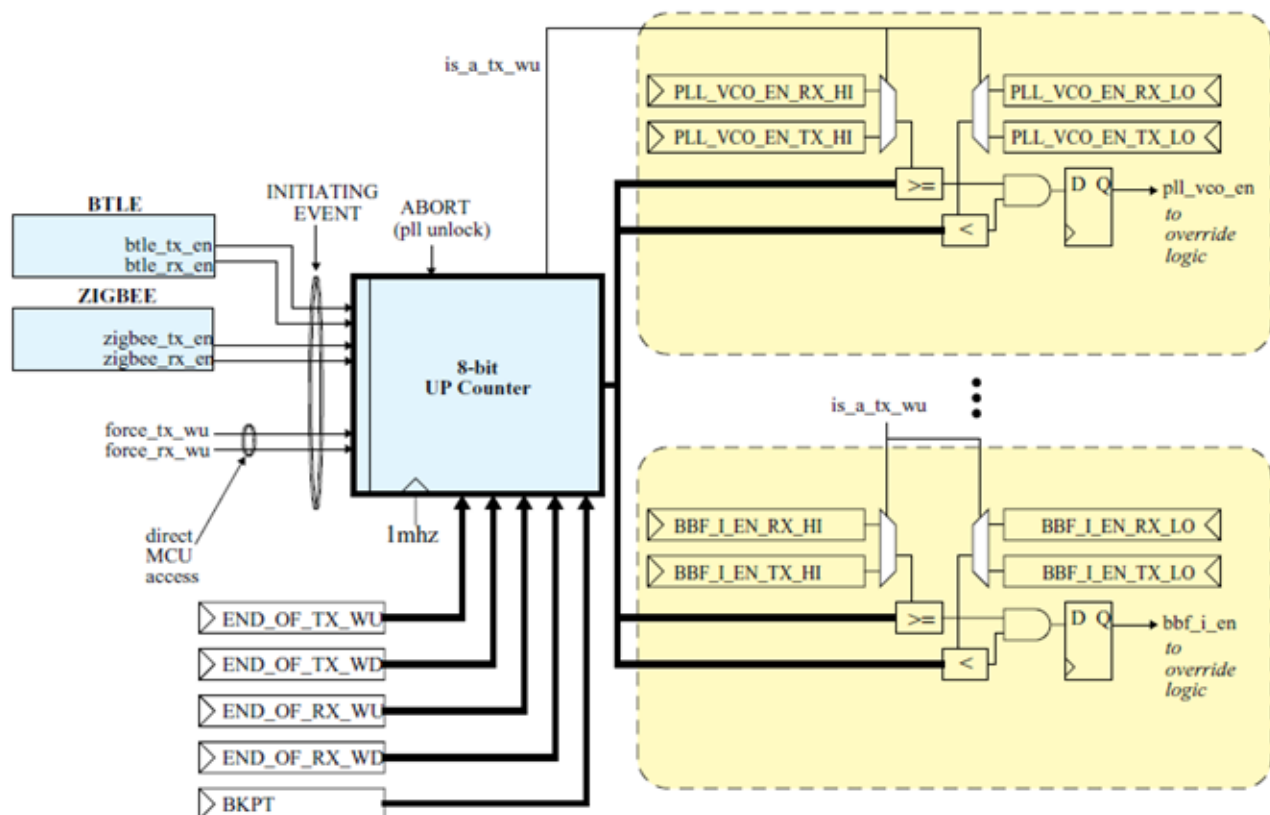 is_a_tx_wu
PLL_VCO_EN_RX_HI
PLL_VCO_EN_RX_LO
PLL_VCO_EN_TX_HI
PLL_VCO_EN_TX_LO
>=
<
D Q
pll_vco_en
to
override
logic
INITIATING
EVENT
ABORT
(pll unlock)
BTLE
btle_tx_en
btle_rx_en
ZIGBEE
zigbee_tx_en
zigbee_rx_en
8-bit
UP Counter
force_tx_wu
force_rx_wu
direct
MCU
access
1mhz
is_a_tx_wu
BBF_I_EN_RX_HI
BBF_I_EN_RX_LO
BBF_I_EN_TX_HI
BBF_I_EN_TX_LO
>=
<
D Q
bbf_i_en
to
override
logic
END_OF_TX_WU
END_OF_TX_WD
END_OF_RX_WU
END_OF_RX_WD
BKPT